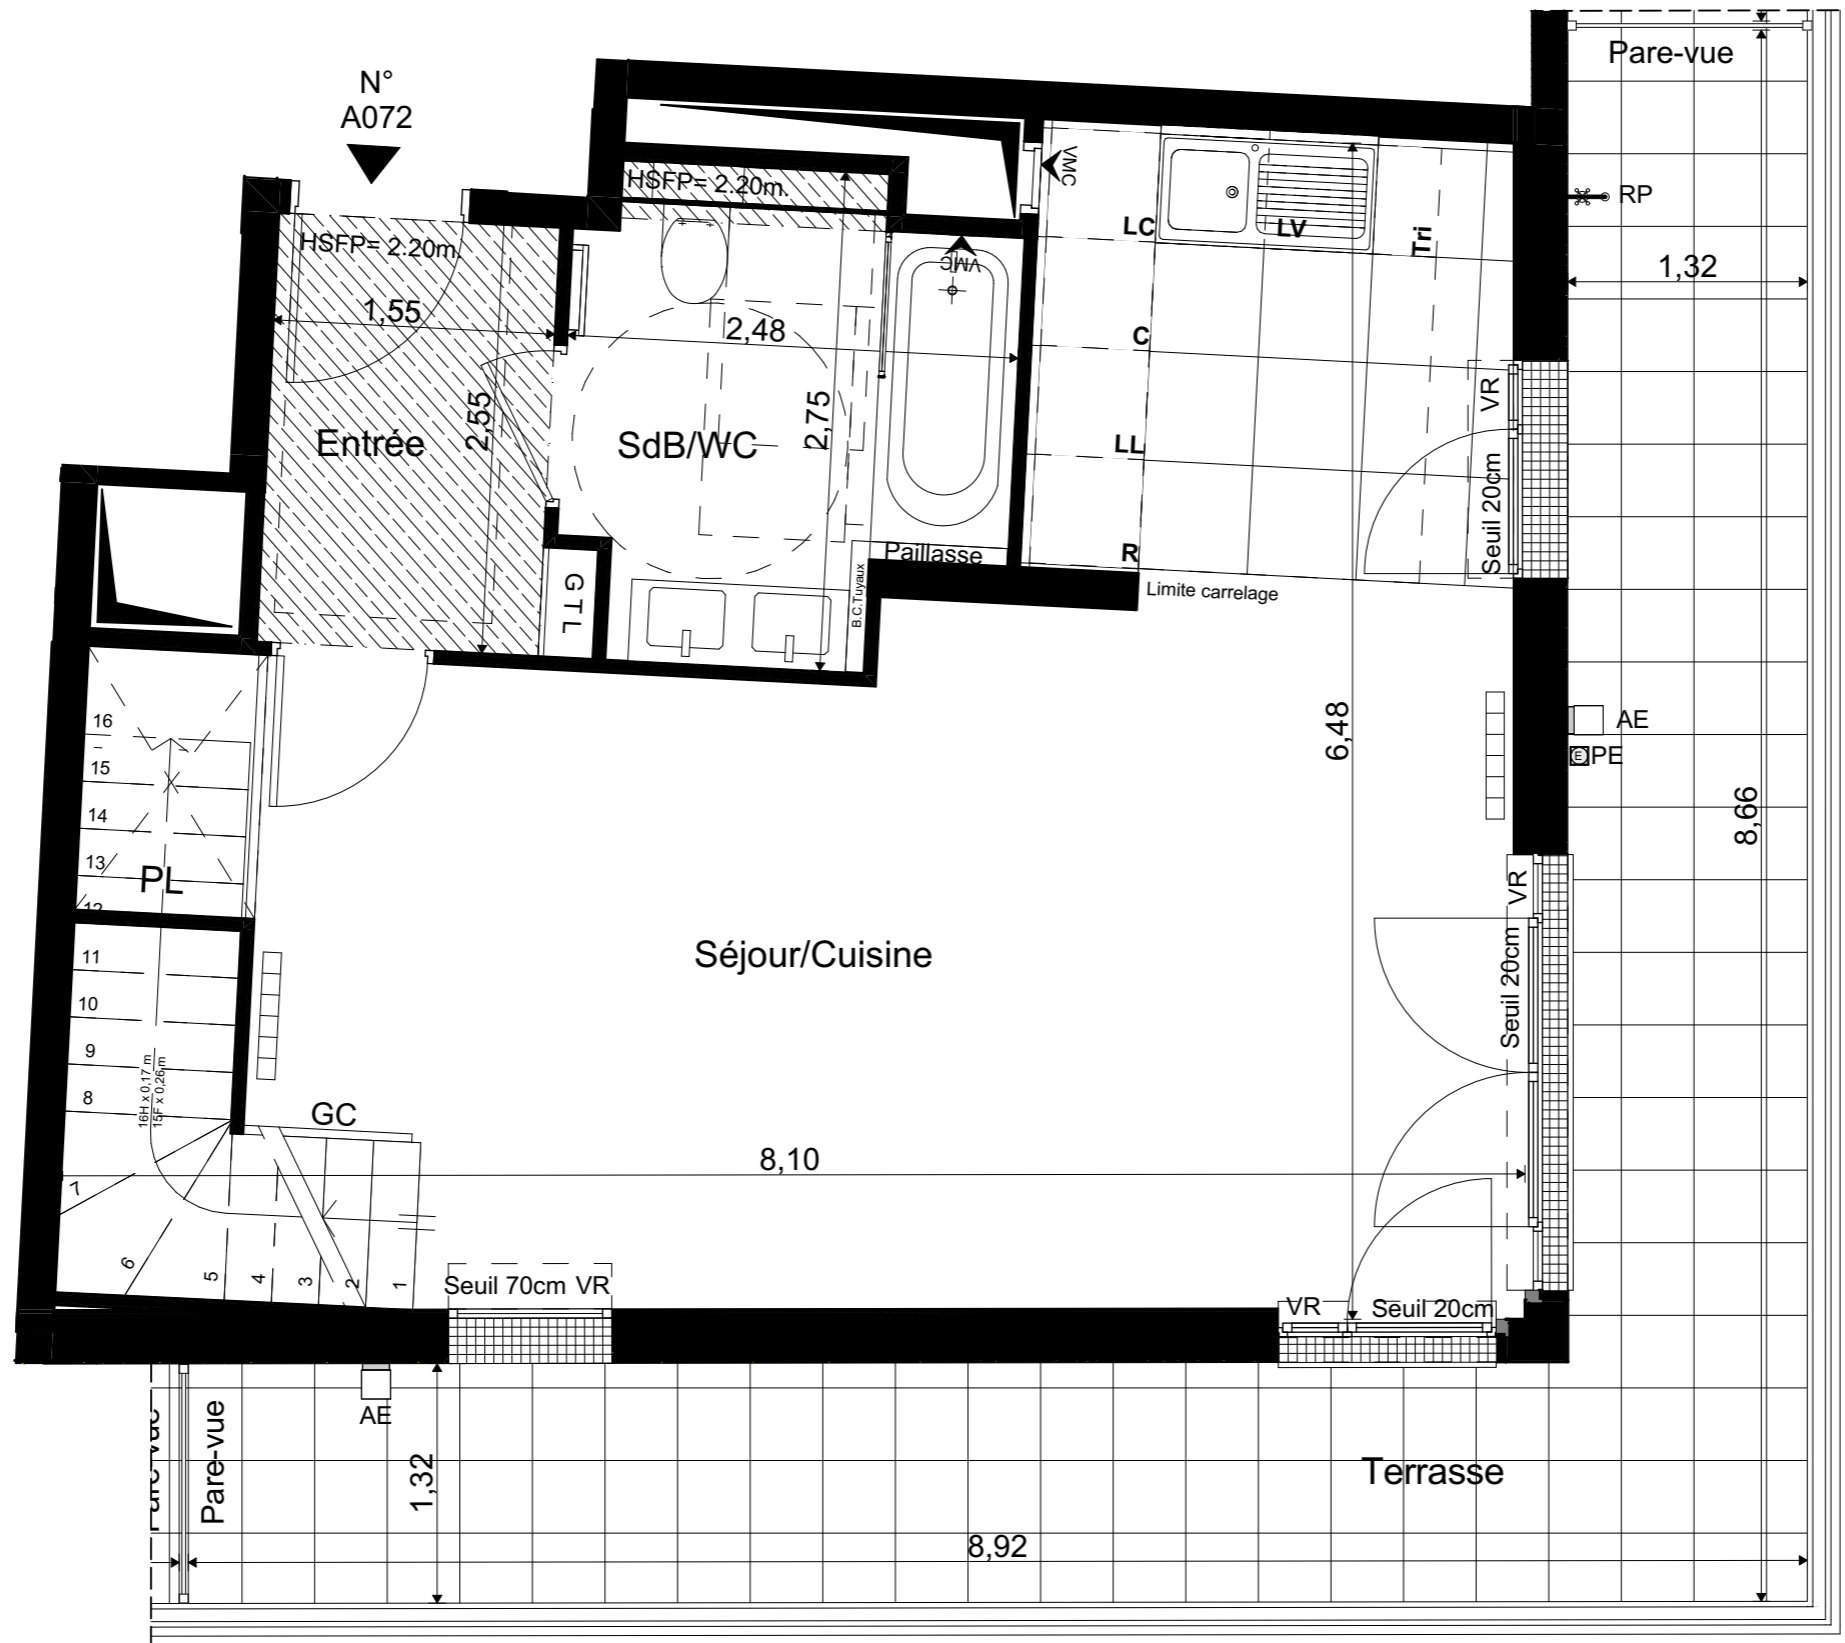 N°
A072
Pare-vue
HSFP= 2.20m.
VMC
RP
LC
LV
Tri
HSFP= 2.20m.
VMC
1,32
1,55
2,48
C
VR
2,55
2,75
Entrée
SdB/WC
LL
Seuil 20cm
Paillasse
R
GTL
B.C.Tuyaux
Limite carrelage
16
15
14
13
12
PL
6,48
AE
E
PE
8,66
VR
Séjour/Cuisine
Seuil 20cm
11
10
9
8
16H x 0,17 m
15F x 0,26 m
GC
8,10
7
6
5
4
3
2
1
Seuil 70cm VR
VR
Seuil 20cm
AE
Pare-vue
Pare-vue
1,32
Terrasse
8,92